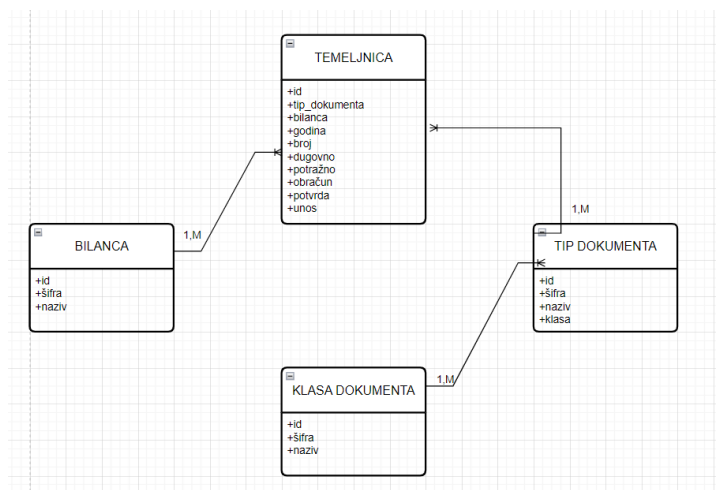 TEMELJNICA
+id
+tip_dokumenta
+bilanca
+godina
+broj
+dugovno
+potražno
+obračun
+potvrda
+unos
1,M
BILANCA
+id
+šifra
+naziv
1,M
TIP DOKUMENTA
+id
+šifra
+naziv
+klasa
1,M
KLASA DOKUMENTA
+id
+šifra
+naziv